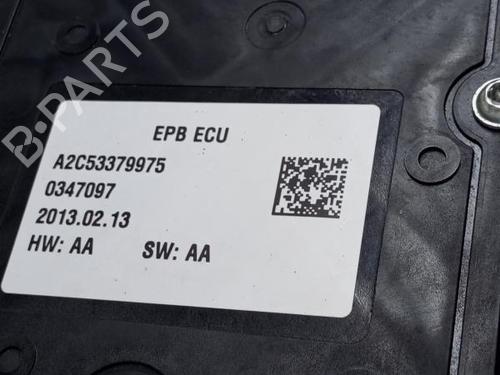 B-PARTS
EPB ECU
A2C53379975
0347097
2013.02.13
HW: AA SW: AA